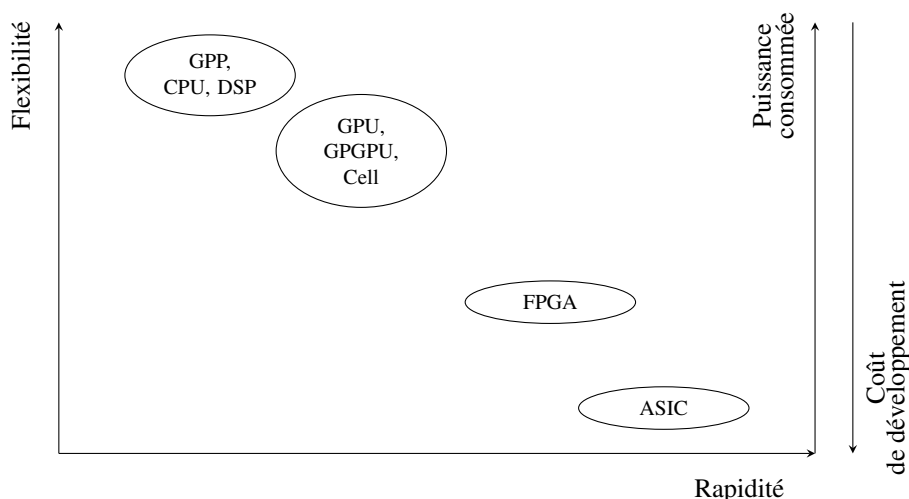 Flexibilité
GPP,
CPU, DSP
GPU,
GPGPU,
Cell
FPGA
ASIC
Rapidité
Puissance
consommée
Coût
de développement